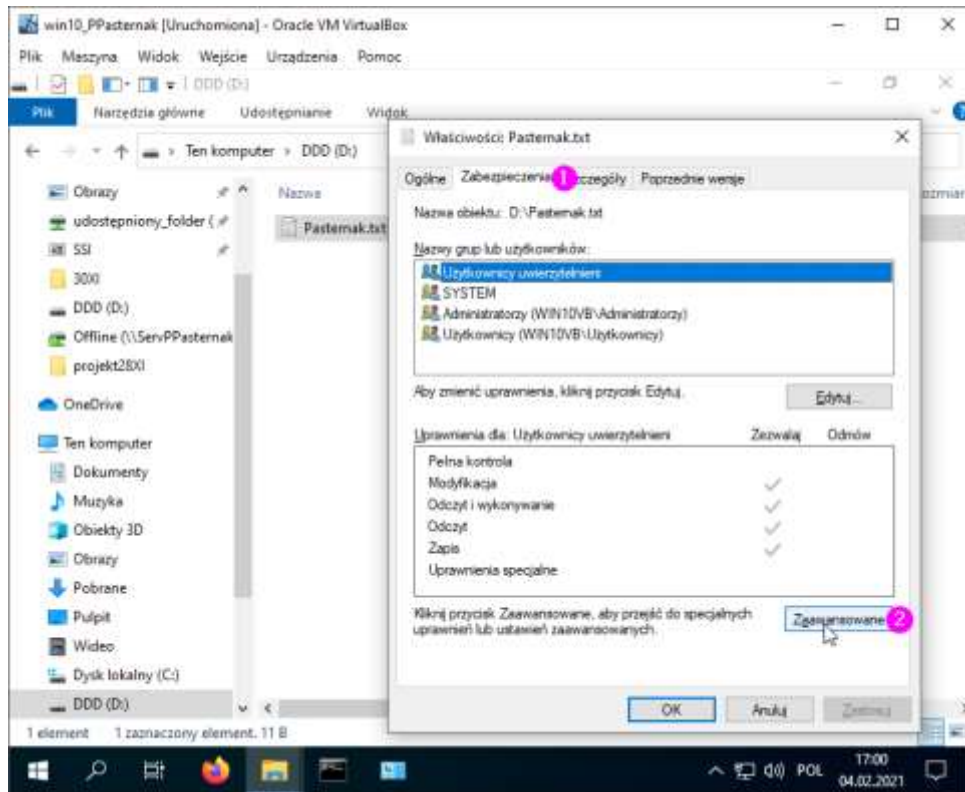 win10_PPasternak [Uruchomiona] - Oracle VM VirtualBox
Plik Maszyna Widok Wejście Urządzenia Pomoc
DDD (D:)
Plik Narzędzia główne Udostępnianie Widok
Ten komputer > DDD (D:)
Obrazy
udostępniony_folder (
SSI
30XI
DDD (D:)
Offline (\\ServPPasternak
projekt28XI
OneDrive
Ten komputer
Dokumenty
Muzyka
Obiekty 3D
Obrazy
Pobrane
Pulpit
Wideo
Dysk lokalny (C:)
DDD (D:)
Nazwa
Pasternak.txt
Właściwości: Pasternak.txt
Ogólne Zabezpieczenia 1 Szczegóły Poprzednie wersje
Nazwa obiektu: D:\Pasternak.txt
Nazwy grup lub użytkowników:
Użytkownicy uwierzytelnieni
SYSTEM
Administratorzy (WIN10VB\Administratorzy)
Użytkownicy (WIN10VB\Użytkownicy)
Aby zmienić uprawnienia, kliknij przycisk Edytuj.
Edytuj...
Uprawnienia dla: Użytkownicy uwierzytelnieni Zezwalaj Odmów
Pełna kontrola
Modyfikacja
Odczyt i wykonywanie
Odczyt
Zapis
Uprawnienia specjalne
Kliknij przycisk Zaawansowane, aby przejść do specjalnych
uprawnień lub ustawień zaawansowanych.
Zaawansowane 2
OK Anuluj Zastosuj
1 element 1 zaznaczony element. 11 B
POL
17:00
04.02.2021